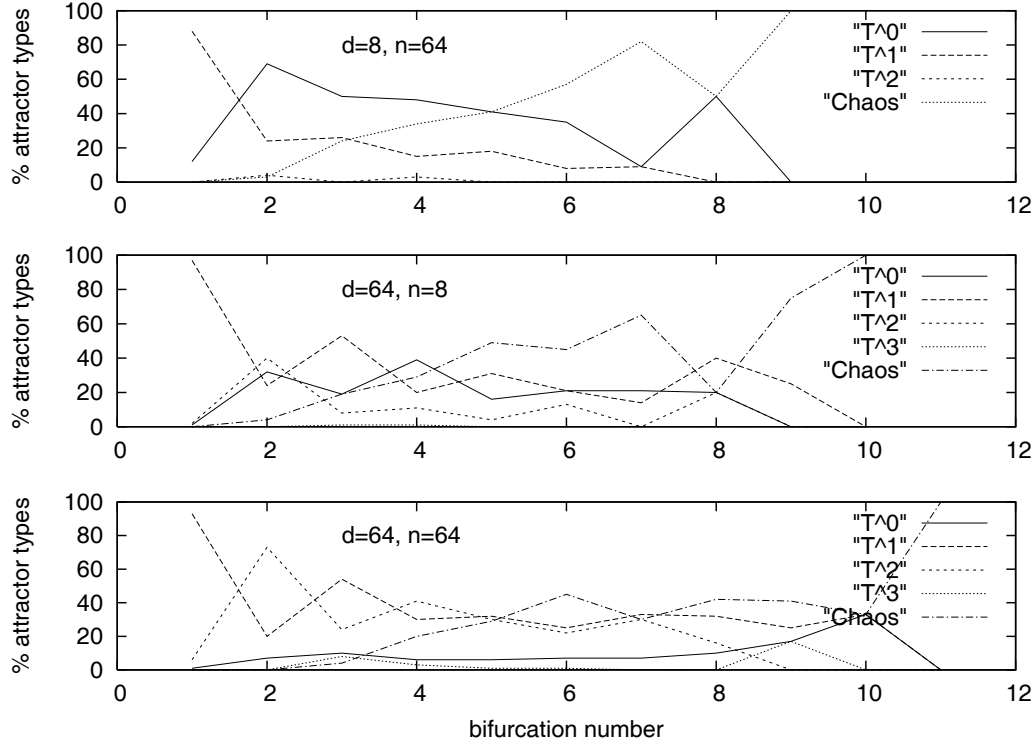 % attractor types
100
80
60
40
20
0
0 2 4 6 8 10 12
d=8, n=64
"T^0"
"T^1"
"T^2"
"Chaos"
% attractor types
100
80
60
40
20
0
0 2 4 6 8 10 12
d=64, n=8
"T^0"
"T^1"
"T^2"
"T^3"
"Chaos"
% attractor types
100
80
60
40
20
0
0 2 4 6 8 10 12
d=64, n=64
"T^0"
"T^1"
"T^2"
"T^3"
"Chaos"
bifurcation number